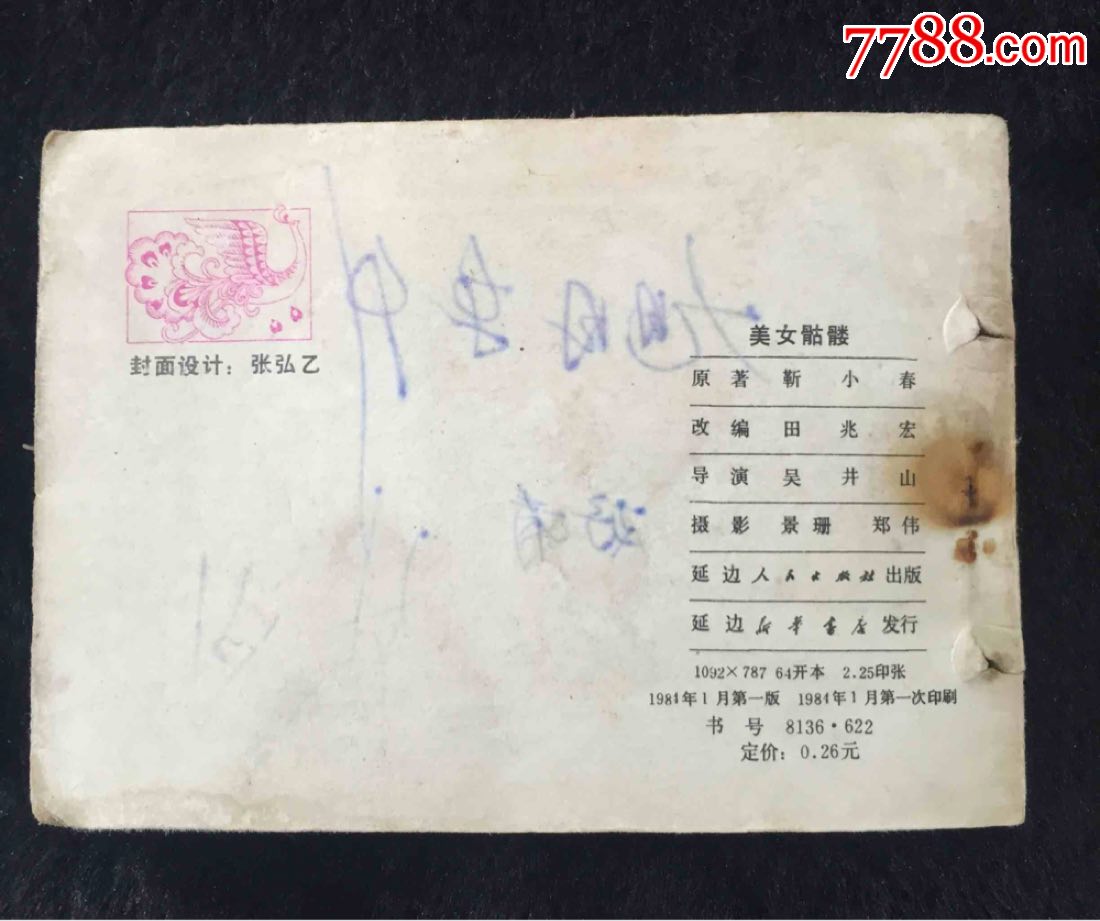 7788.com
封面设计：张弘乙
美女骷髅
原著 靳小春
改编 田兆宏
导演 吴井山
摄影 景珊 郑伟
延边人民出版社出版
延边新华书店发行
1092×787 64开本 2.25印张
1984年1月第一版 1984年1月第一次印刷
书号 8136·622
定价：0.26元